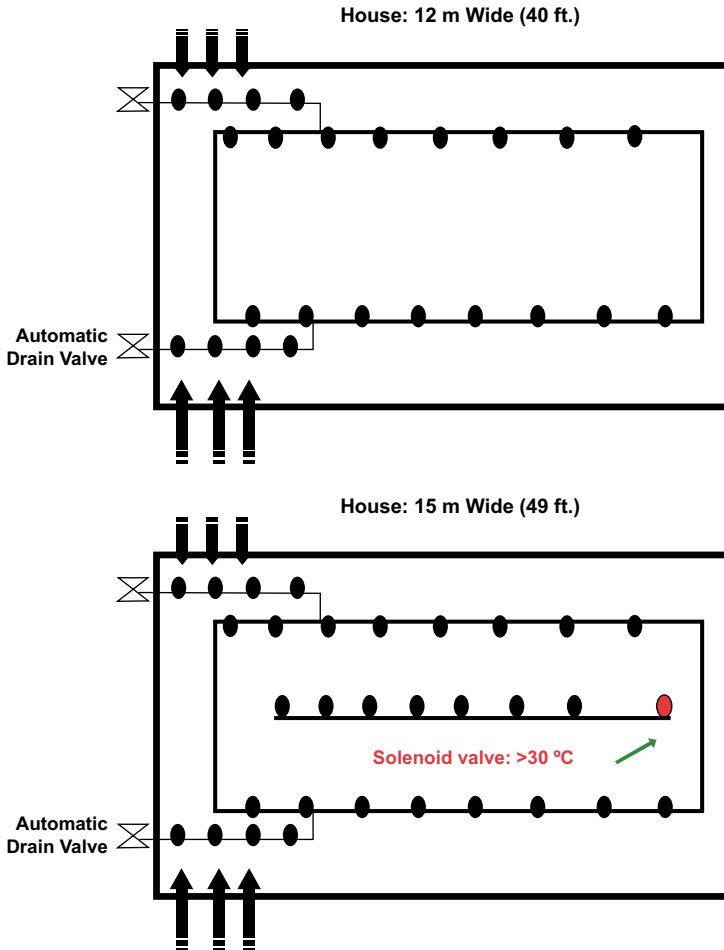 House: 12 m Wide (40 ft.)
Automatic
Drain Valve
House: 15 m Wide (49 ft.)
Solenoid valve: >30 ºC
Automatic
Drain Valve